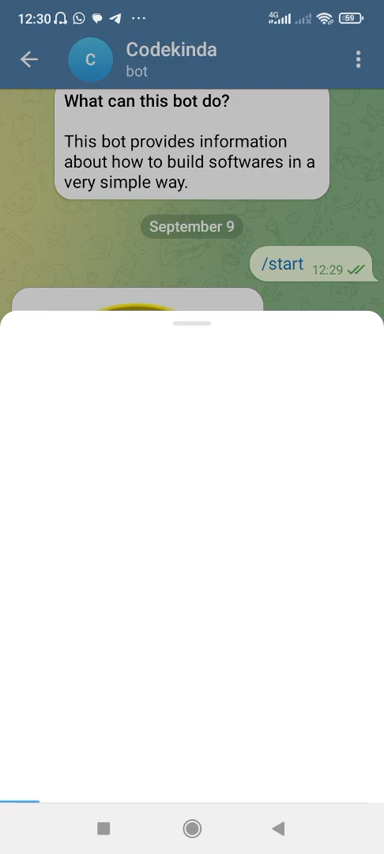 12:30
4G
59
Codekinda
C
bot
What can this bot do?
This bot provides information
about how to build softwares in a
very simple way.
September 9
/start 12:29